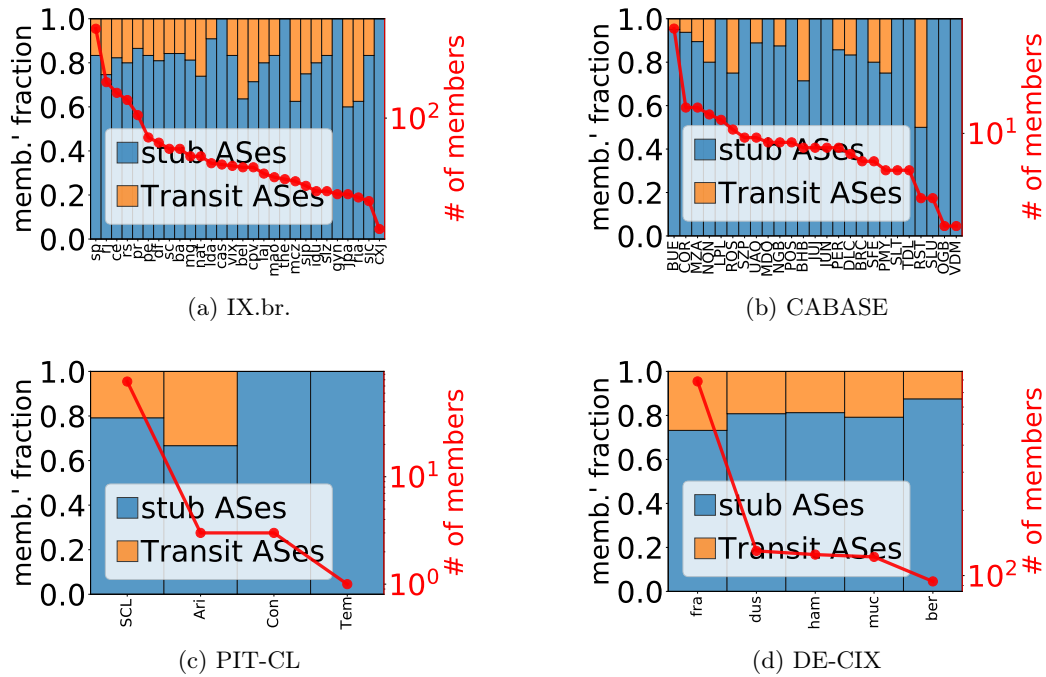 1.0
0.8
0.6
0.4
0.2
0.0
memb.' fraction
stub ASes
Transit ASes
10²
# of members
sp rj ce rs pr pe df sc ba mg nat vix bel cpv laj mao the mcz sjp igu slz gyn jpa ria sjc cxj
(a) IX.br.
1.0
0.8
0.6
0.4
0.2
0.0
memb.' fraction
stub ASes
Transit ASes
10¹
# of members
BUE COR MZA NQN LPL ROS SZP UAQ MDQ NGB POS BHB JUJ JUN PER DLC BRC SFE PMY SLT TDL RST SLU OGB VDM
(b) CABASE
1.0
0.8
0.6
0.4
0.2
0.0
memb.' fraction
stub ASes
Transit ASes
10¹
10⁰
# of members
SCL Ari Con Tem
(c) PIT-CL
1.0
0.8
0.6
0.4
0.2
0.0
memb.' fraction
stub ASes
Transit ASes
10²
# of members
fra dus ham muc ber
(d) DE-CIX